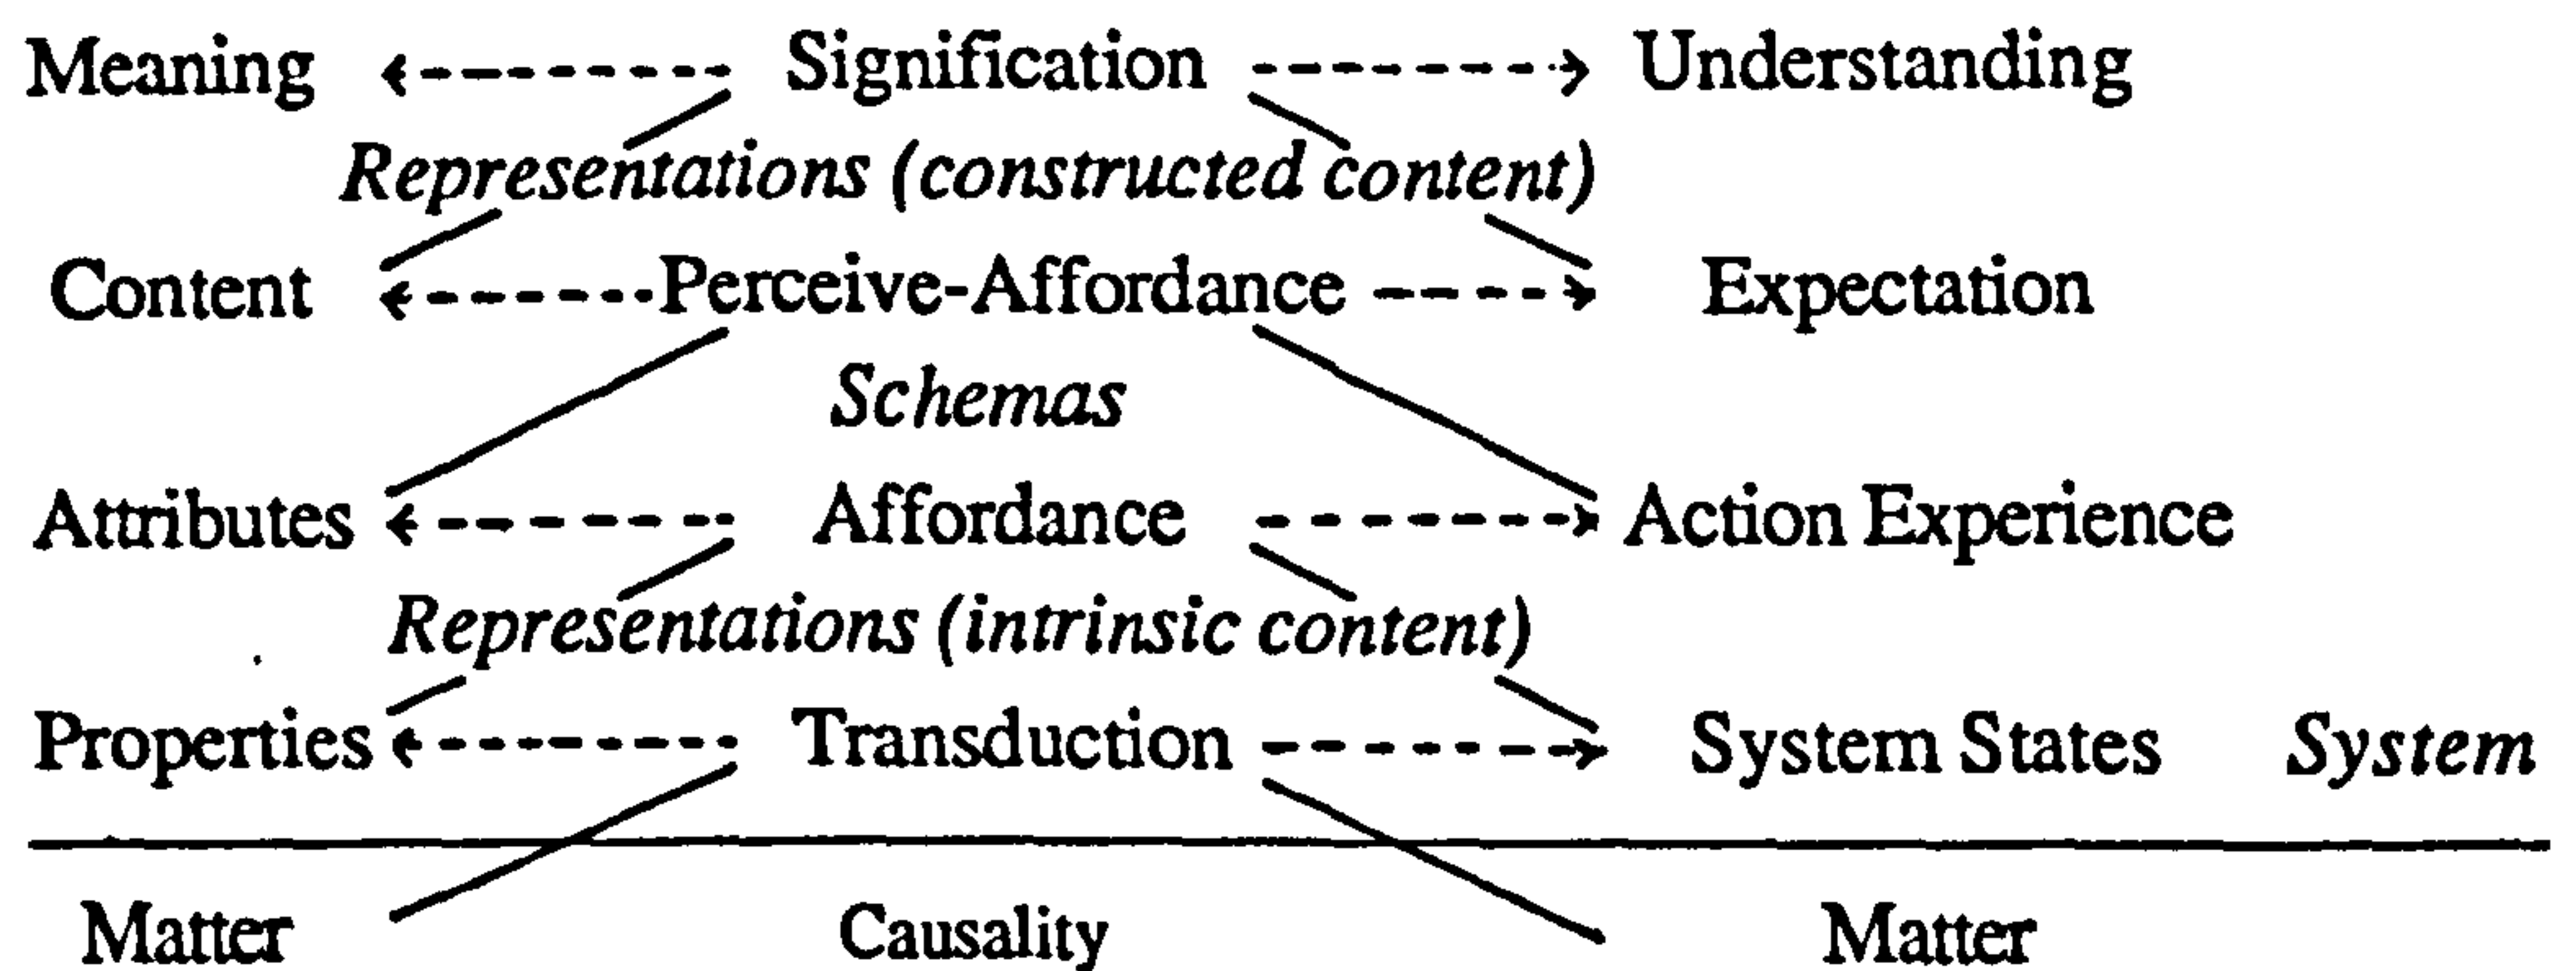 Meaning Signification Understanding
Representations (constructed content)
Content Perceive-Affordance Expectation
Schemas
Attributes Affordance Action Experience
Representations (intrinsic content)
Properties Transduction System States System
Matter Causality Matter